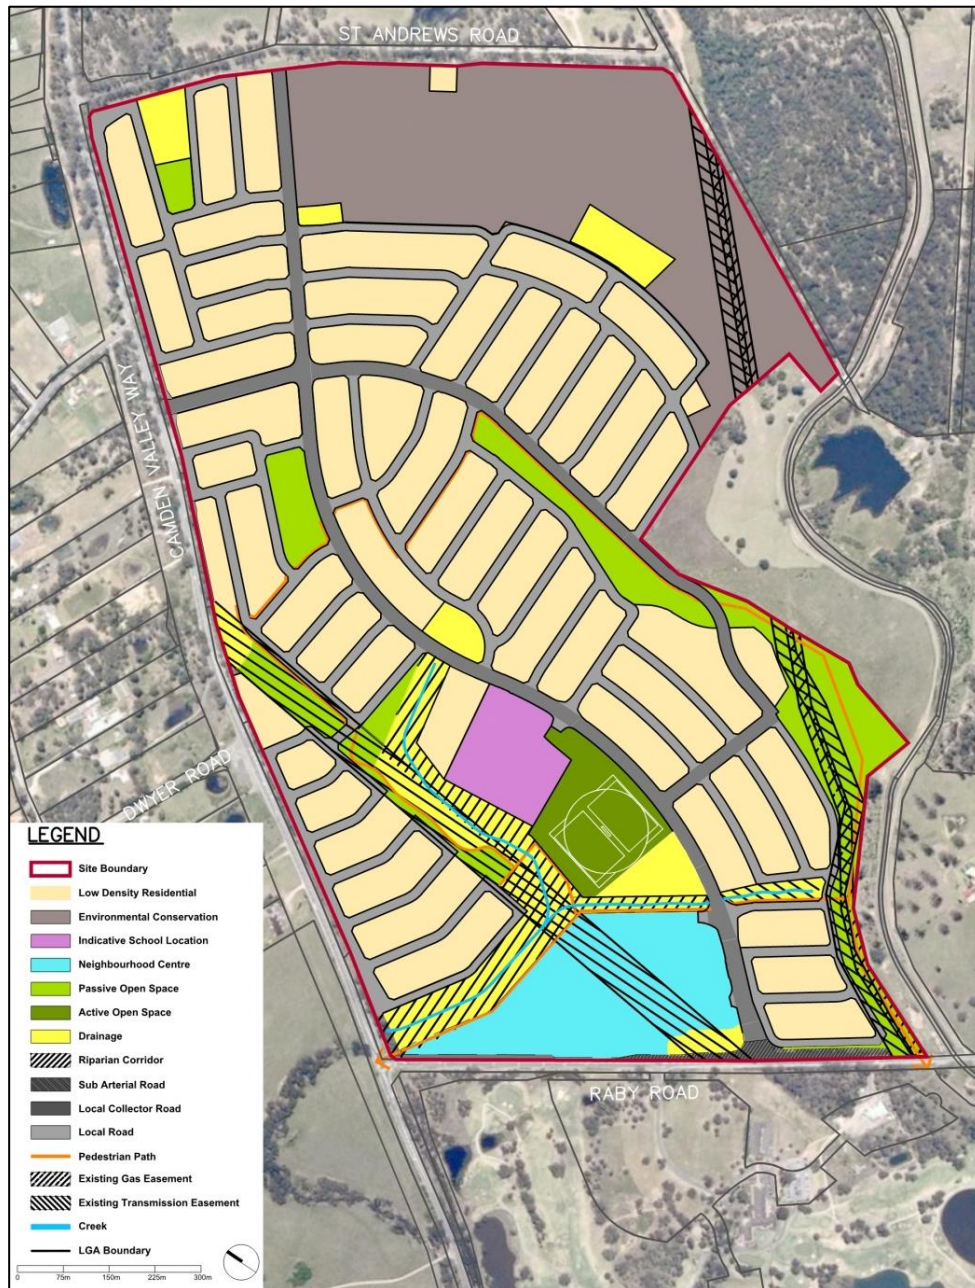 ST ANDREWS ROAD
CAMDEN VALLEY WAY
DWYER ROAD
RABY ROAD
LEGEND
Site Boundary
Low Density Residential
Environmental Conservation
Indicative School Location
Neighbourhood Centre
Passive Open Space
Active Open Space
Drainage
Riparian Corridor
Sub Arterial Road
Local Collector Road
Local Road
Pedestrian Path
Existing Gas Easement
Existing Transmission Easement
Creek
LGA Boundary
0 75m 150m 225m 300m